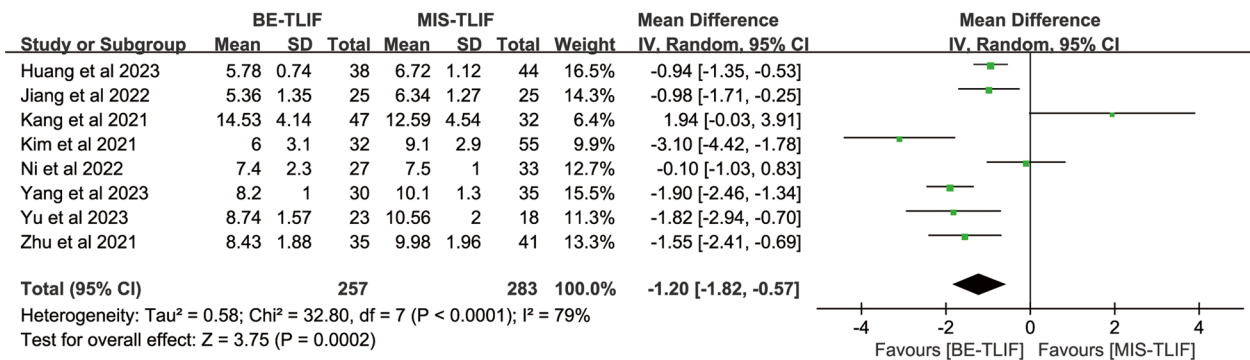 BE-TLIF MIS-TLIF Mean Difference Mean Difference
Study or Subgroup Mean SD Total Mean SD Total Weight IV, Random, 95% CI IV, Random, 95% CI
Huang et al 2023 5.78 0.74 38 6.72 1.12 44 16.5% -0.94 [-1.35, -0.53]
Jiang et al 2022 5.36 1.35 25 6.34 1.27 25 14.3% -0.98 [-1.71, -0.25]
Kang et al 2021 14.53 4.14 47 12.59 4.54 32 6.4% 1.94 [-0.03, 3.91]
Kim et al 2021 6 3.1 32 9.1 2.9 55 9.9% -3.10 [-4.42, -1.78]
Ni et al 2022 7.4 2.3 27 7.5 1 33 12.7% -0.10 [-1.03, 0.83]
Yang et al 2023 8.2 1 30 10.1 1.3 35 15.5% -1.90 [-2.46, -1.34]
Yu et al 2023 8.74 1.57 23 10.56 2 18 11.3% -1.82 [-2.94, -0.70]
Zhu et al 2021 8.43 1.88 35 9.98 1.96 41 13.3% -1.55 [-2.41, -0.69]
Total (95% CI) 257 283 100.0% -1.20 [-1.82, -0.57]
Heterogeneity: Tau² = 0.58; Chi² = 32.80, df = 7 (P < 0.0001); I² = 79%
Test for overall effect: Z = 3.75 (P = 0.0002)
-4 -2 0 2 4
Favours [BE-TLIF] Favours [MIS-TLIF]